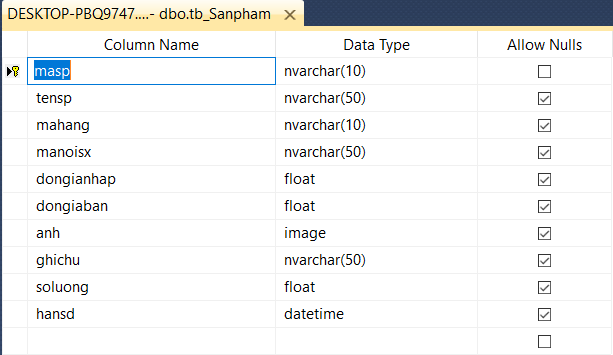 DESKTOP-PBQ9747....- dbo.tb_Sanpham ×
Column Name Data Type Allow Nulls
masp nvarchar(10)
tensp nvarchar(50)
mahang nvarchar(10)
manoisx nvarchar(50)
dongianhap float
dongiaban float
anh image
ghichu nvarchar(50)
soluong float
hansd datetime